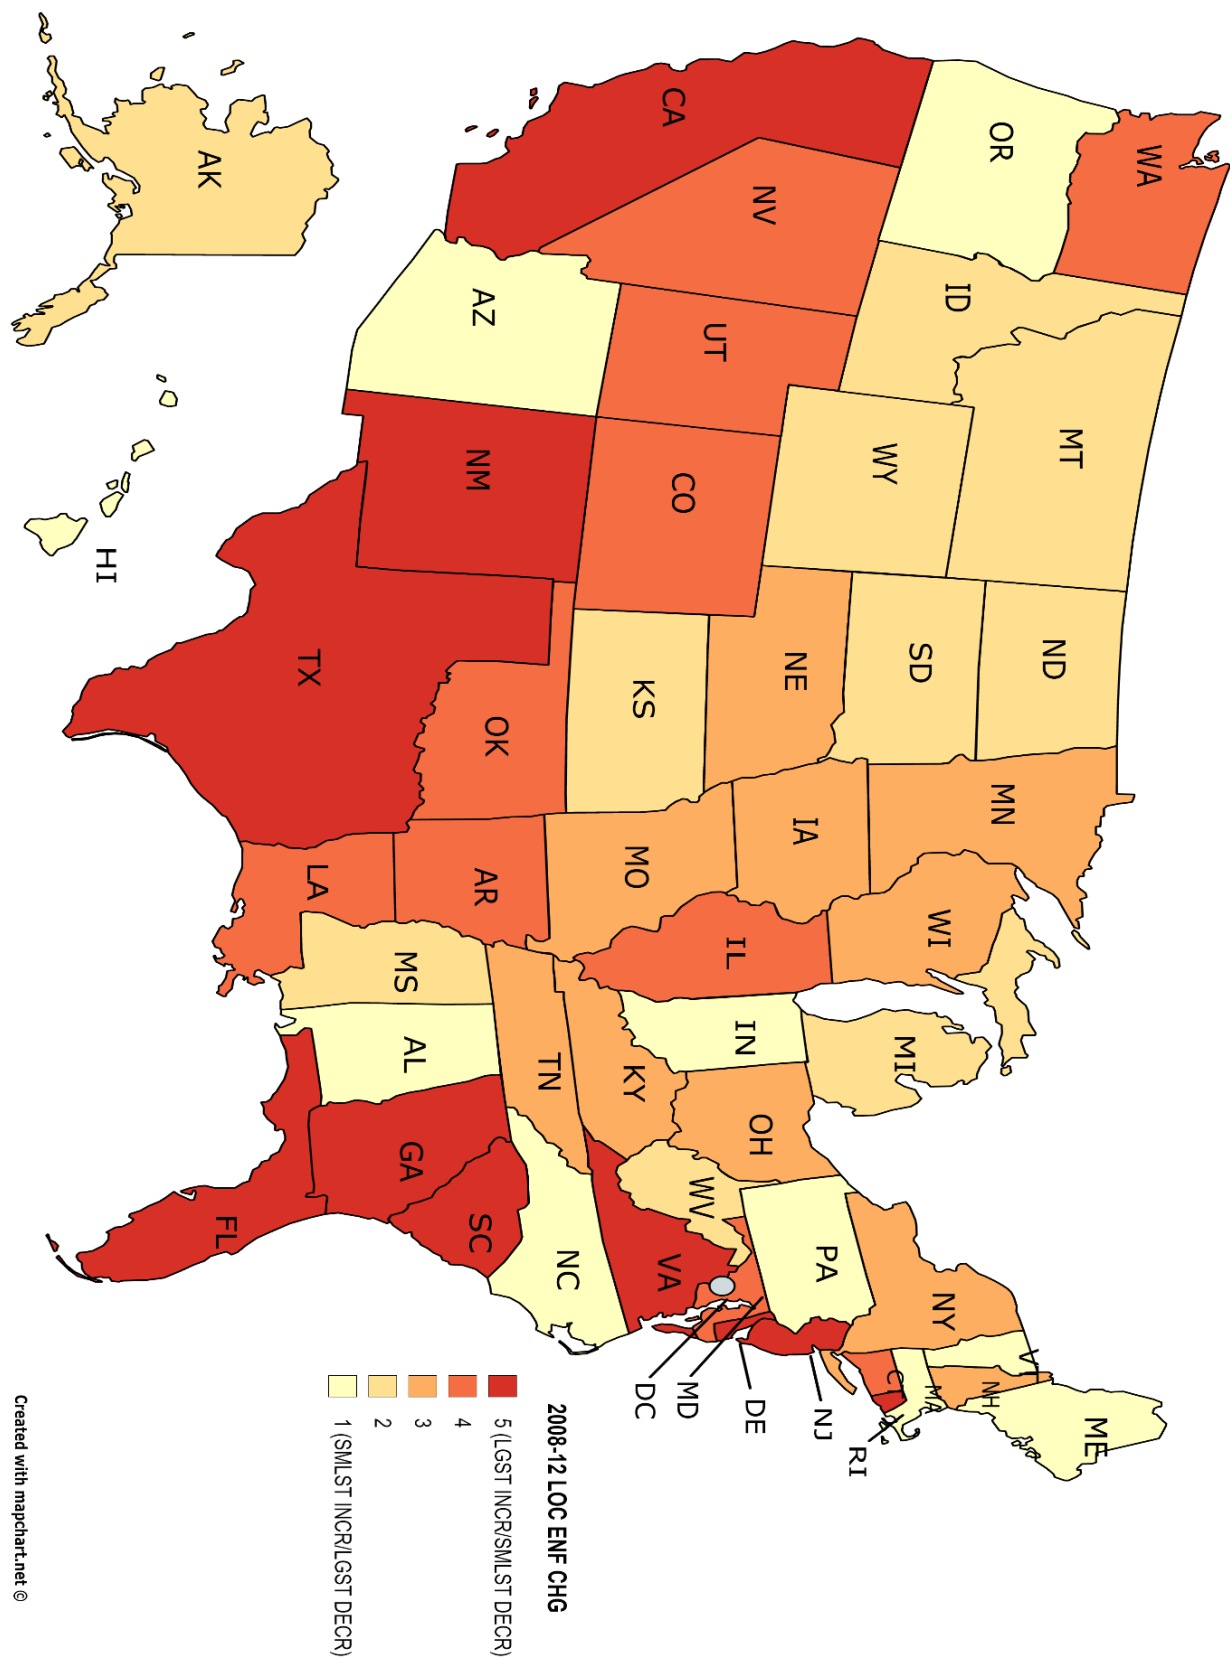 WA
OR
CA
NV
ID
MT
WY
UT
AZ
CO
NM
ND
SD
NE
KS
OK
TX
MN
IA
MO
AR
LA
WI
IL
MS
MI
IN
AL
KY
TN
OH
GA
FL
SC
NC
WV
VA
PA
NY
VT
NH
ME
MA
CT
RI
NJ
DE
MD
DC
AK
HI
2008-12 LOC ENF CHG
5 (LGST INCR/SMLST DECR)
4
3
2
1 (SMLST INCR/LGST DECR)
Created with mapchart.net ©